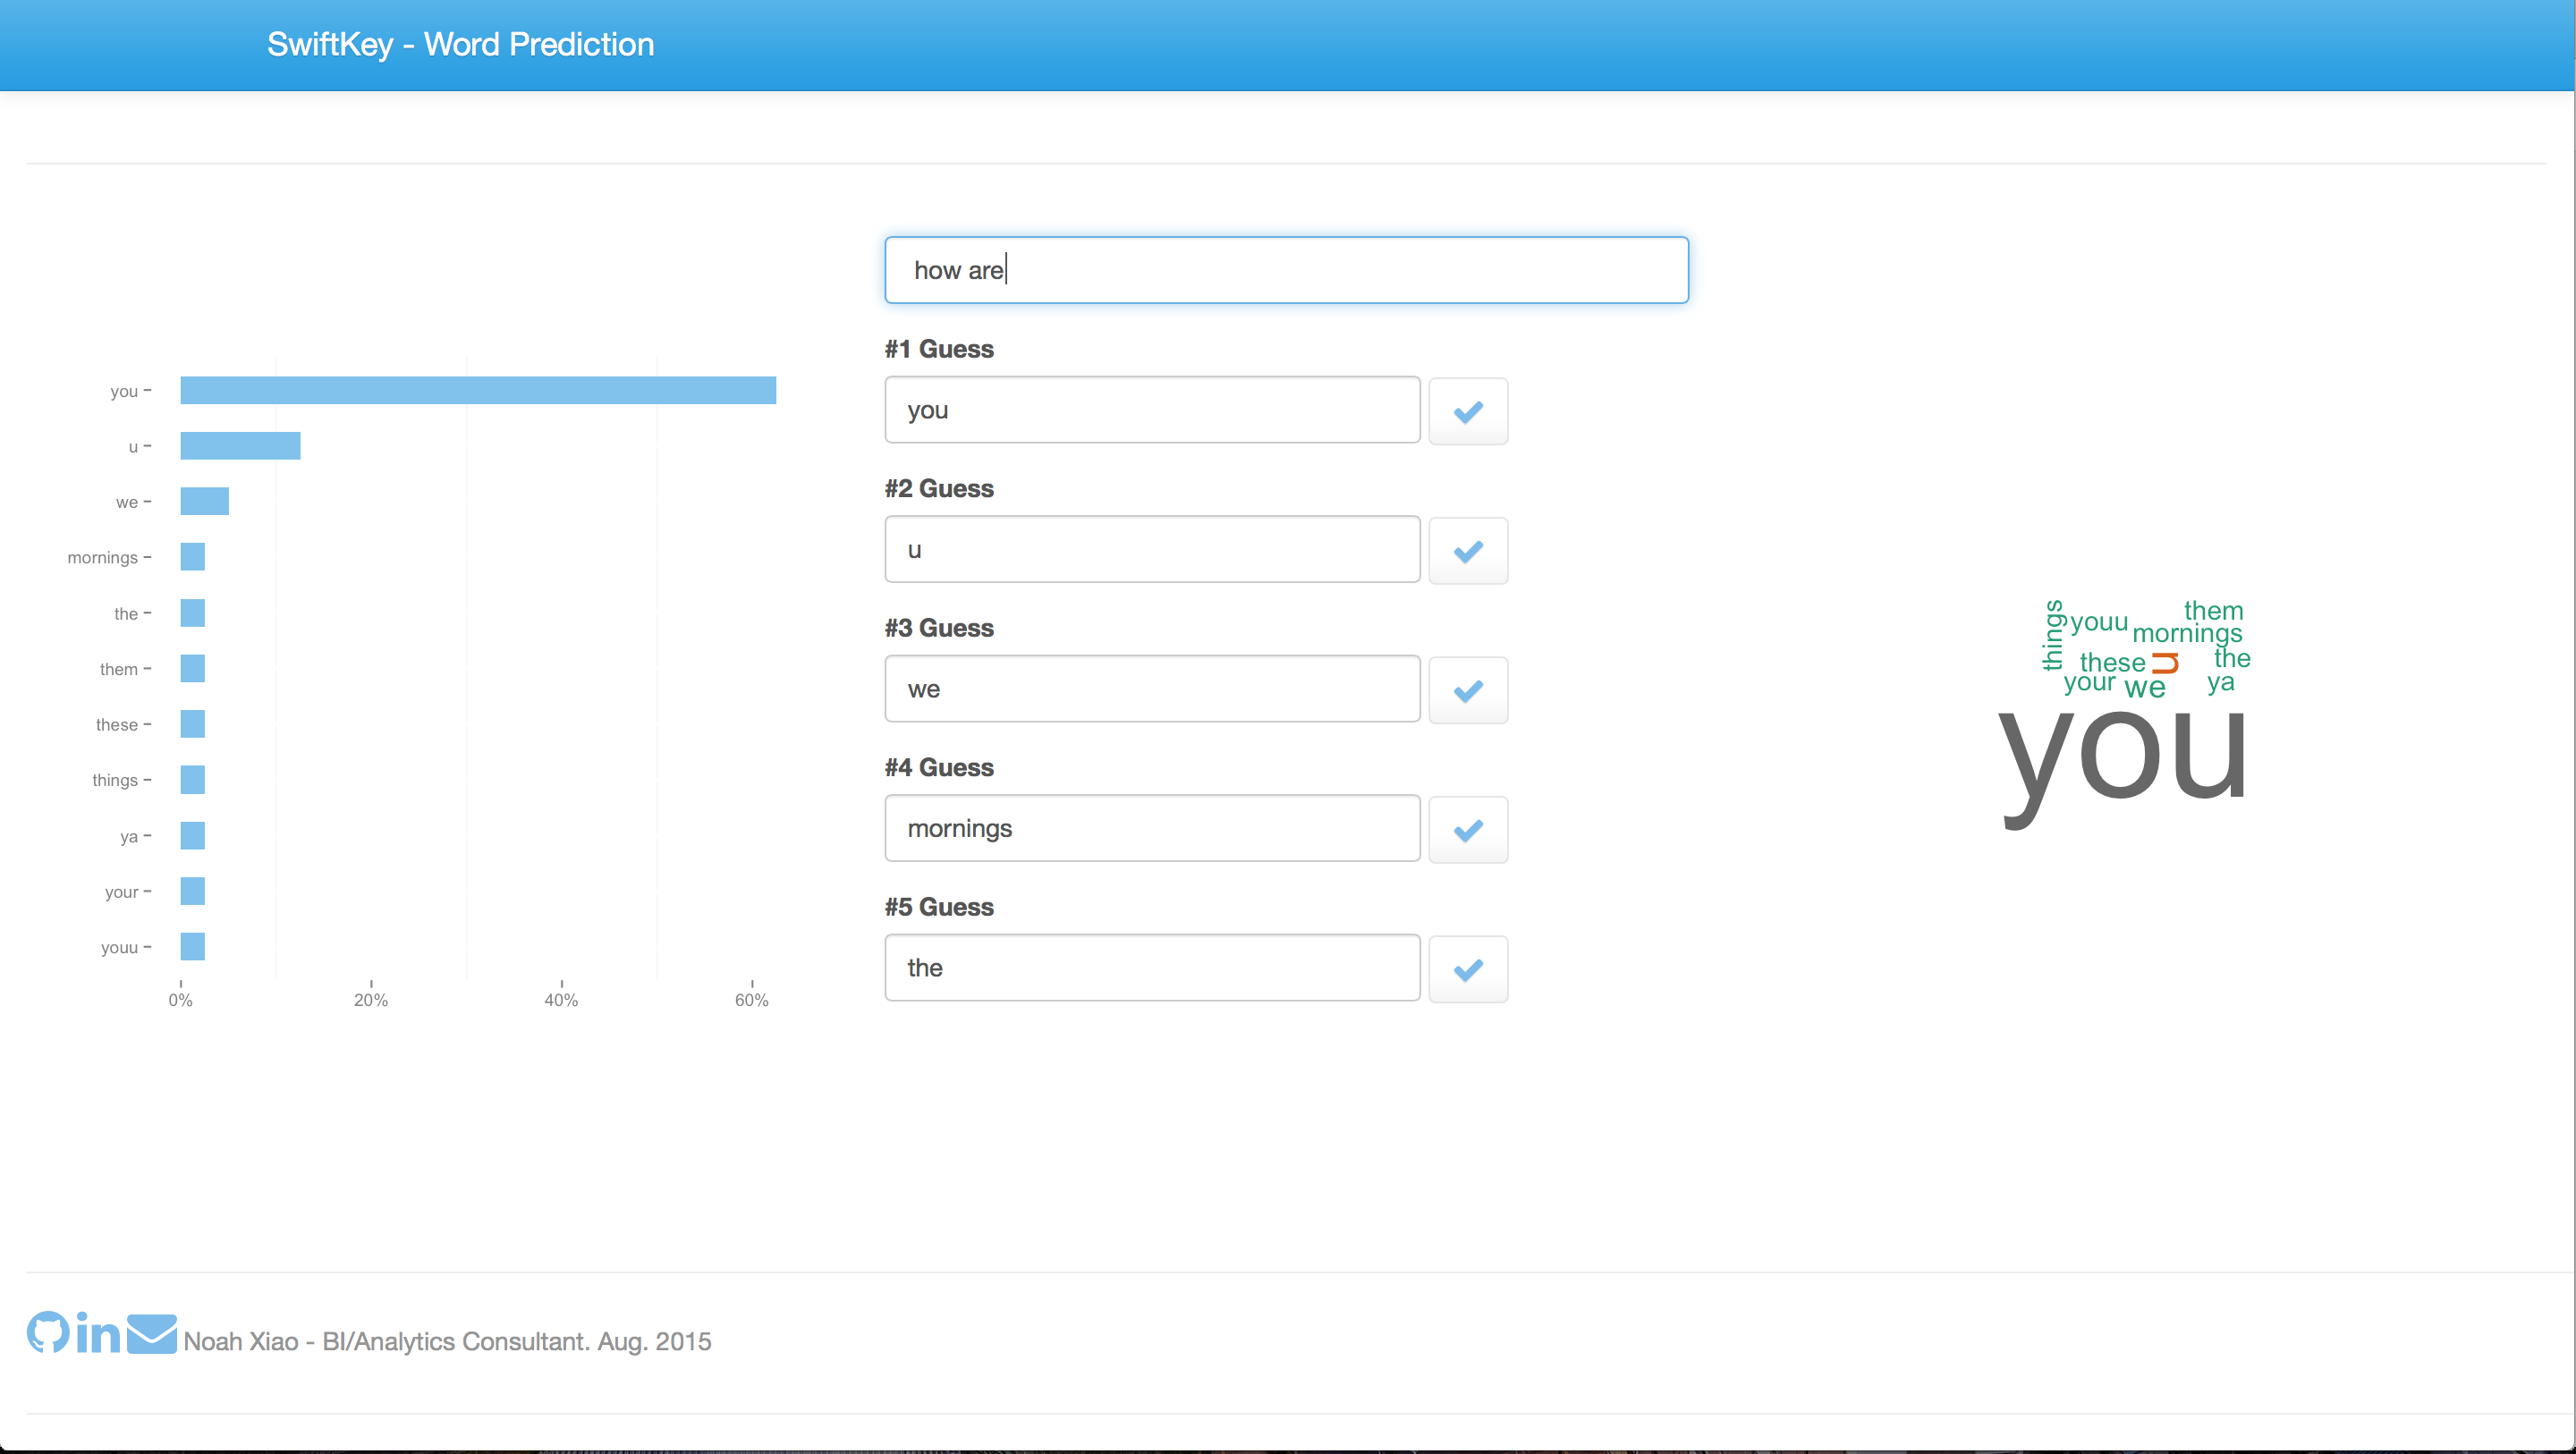 SwiftKey - Word Prediction
you
u
we
mornings
the
them
these
things
ya
your
youu
0% 20% 40% 60%
how are
#1 Guess
you
#2 Guess
u
#3 Guess
we
#4 Guess
mornings
#5 Guess
the
things
youu
them
mornings
these
u
the
your
we
ya
you
in
Noah Xiao - BI/Analytics Consultant. Aug. 2015